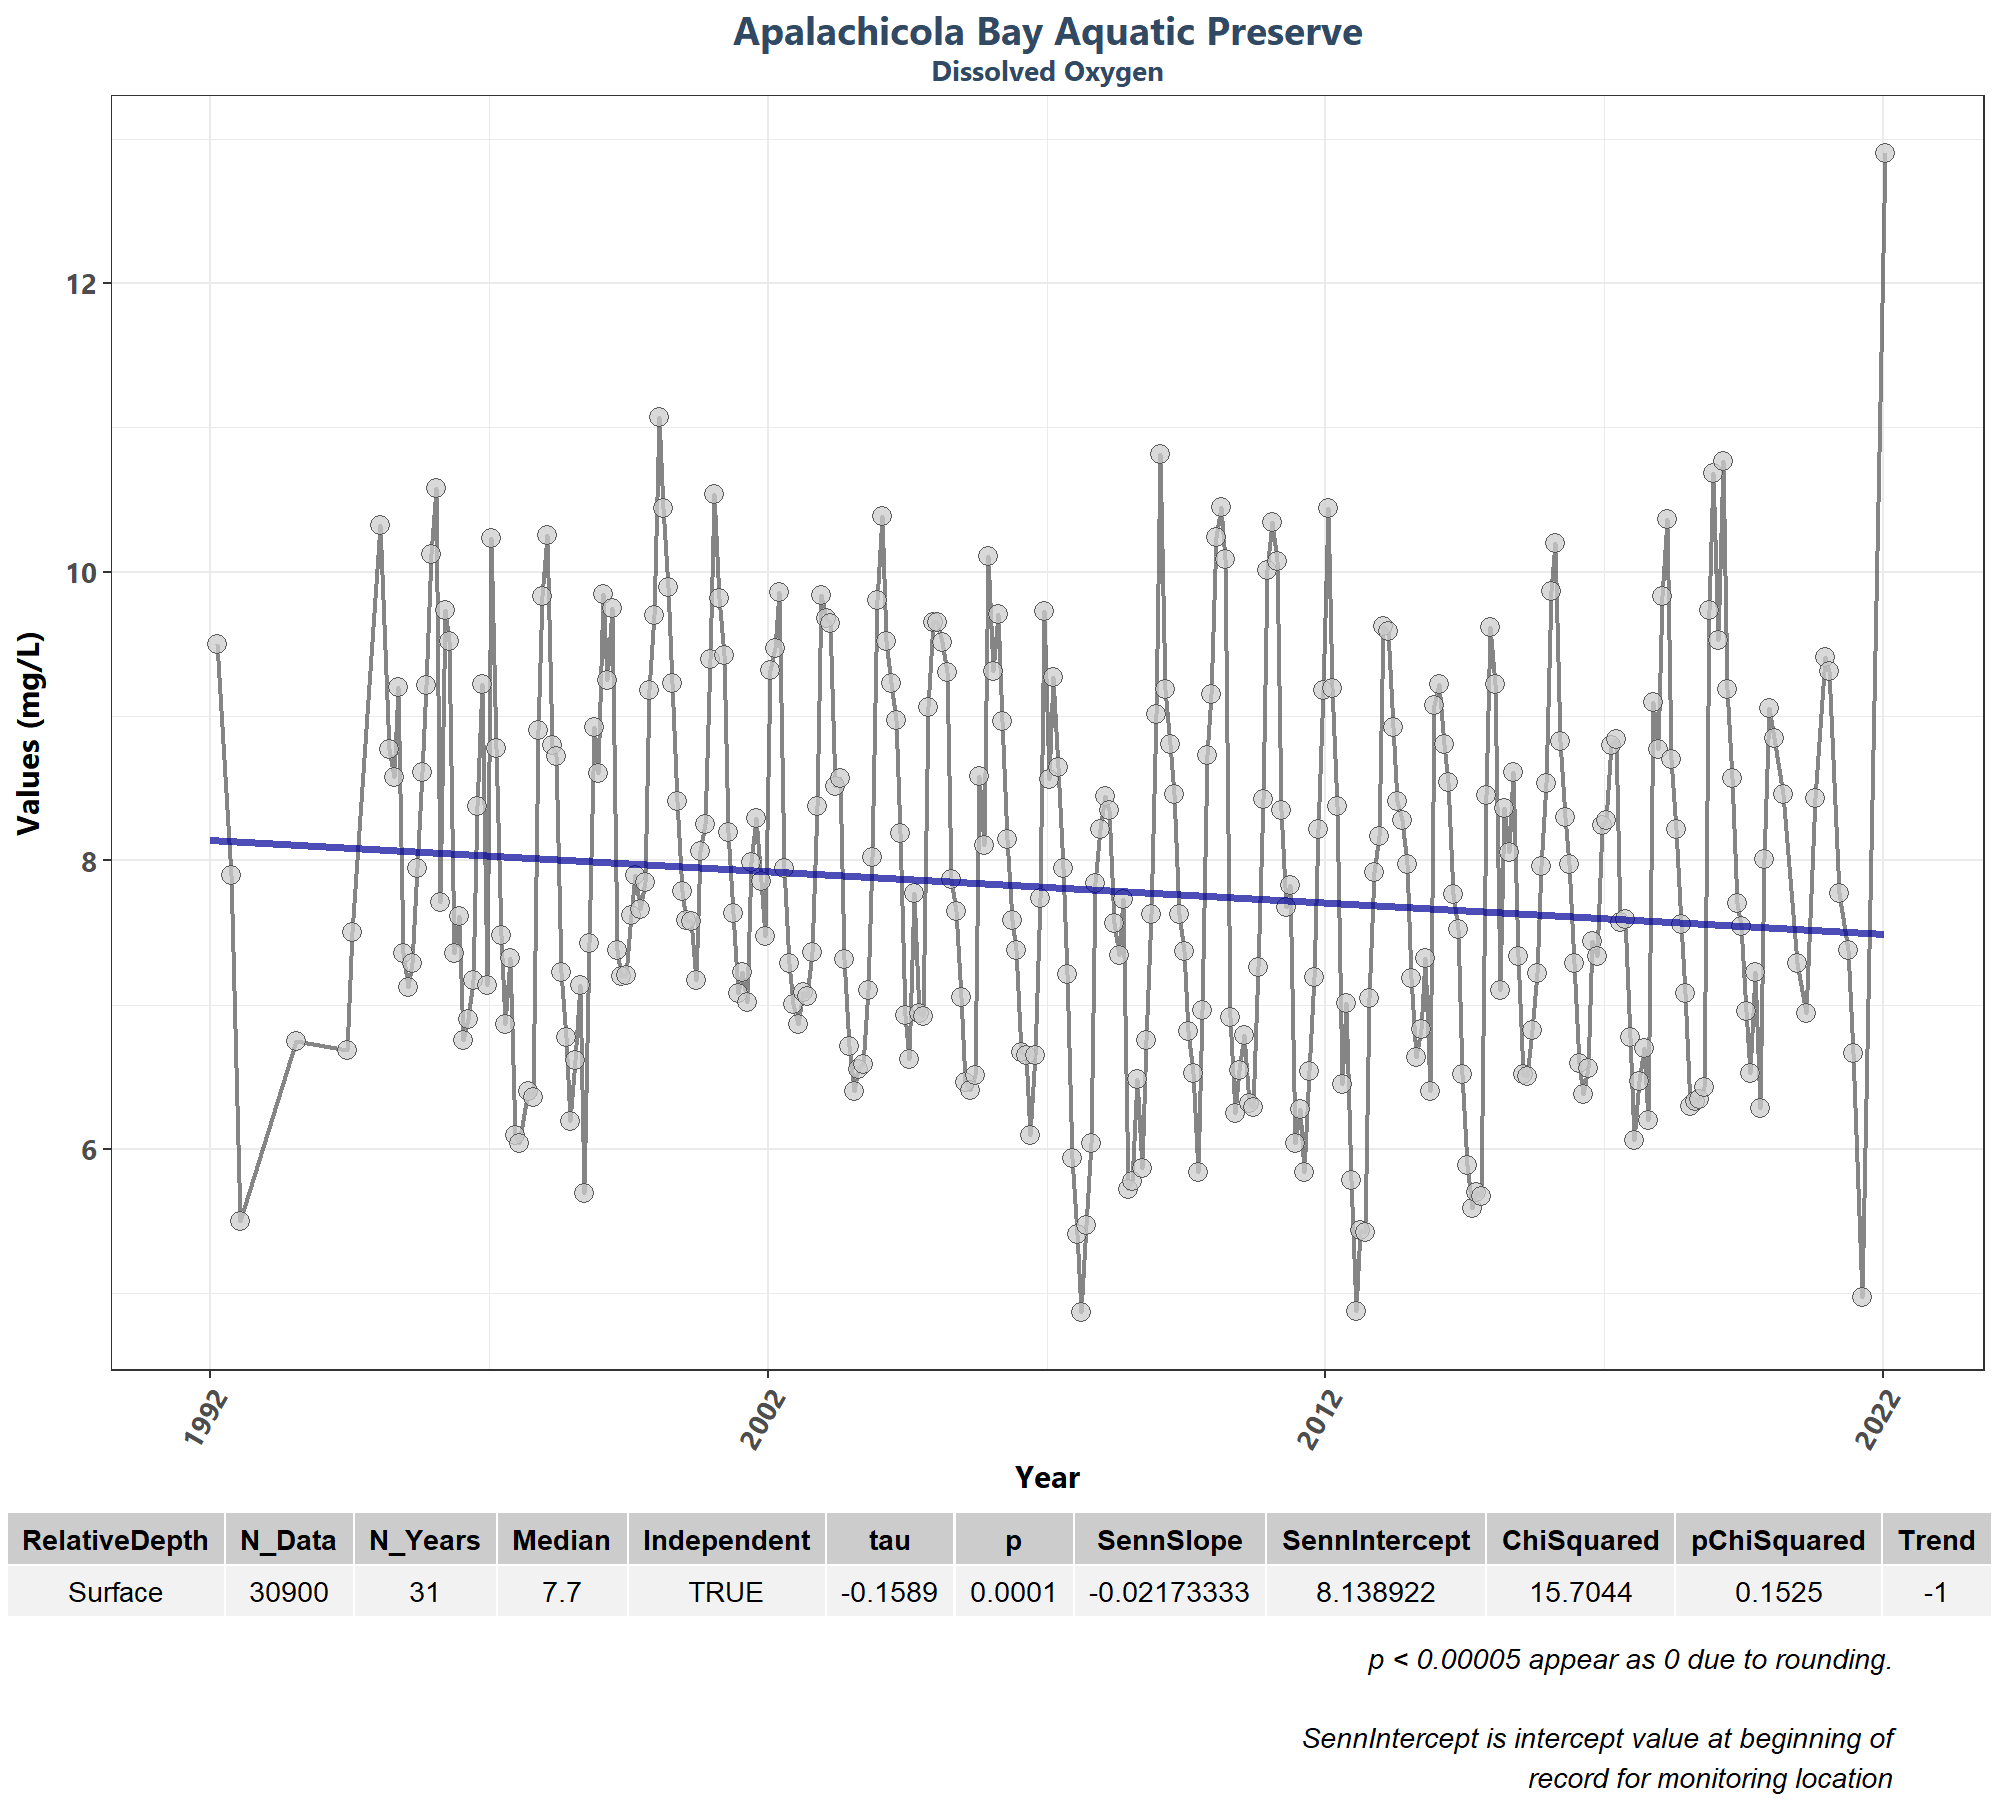 Apalachicola Bay Aquatic Preserve
Dissolved Oxygen
Values (mg/L)
12
10
8
6
1992 2002 2012 2022
Year
RelativeDepth N_Data N_Years Median Independent tau p SennSlope SennIntercept ChiSquared pChiSquared Trend
Surface 30900 31 7.7 TRUE -0.1589 0.0001 -0.02173333 8.138922 15.7044 0.1525 -1
p < 0.00005 appear as 0 due to rounding.
SennIntercept is intercept value at beginning of
record for monitoring location